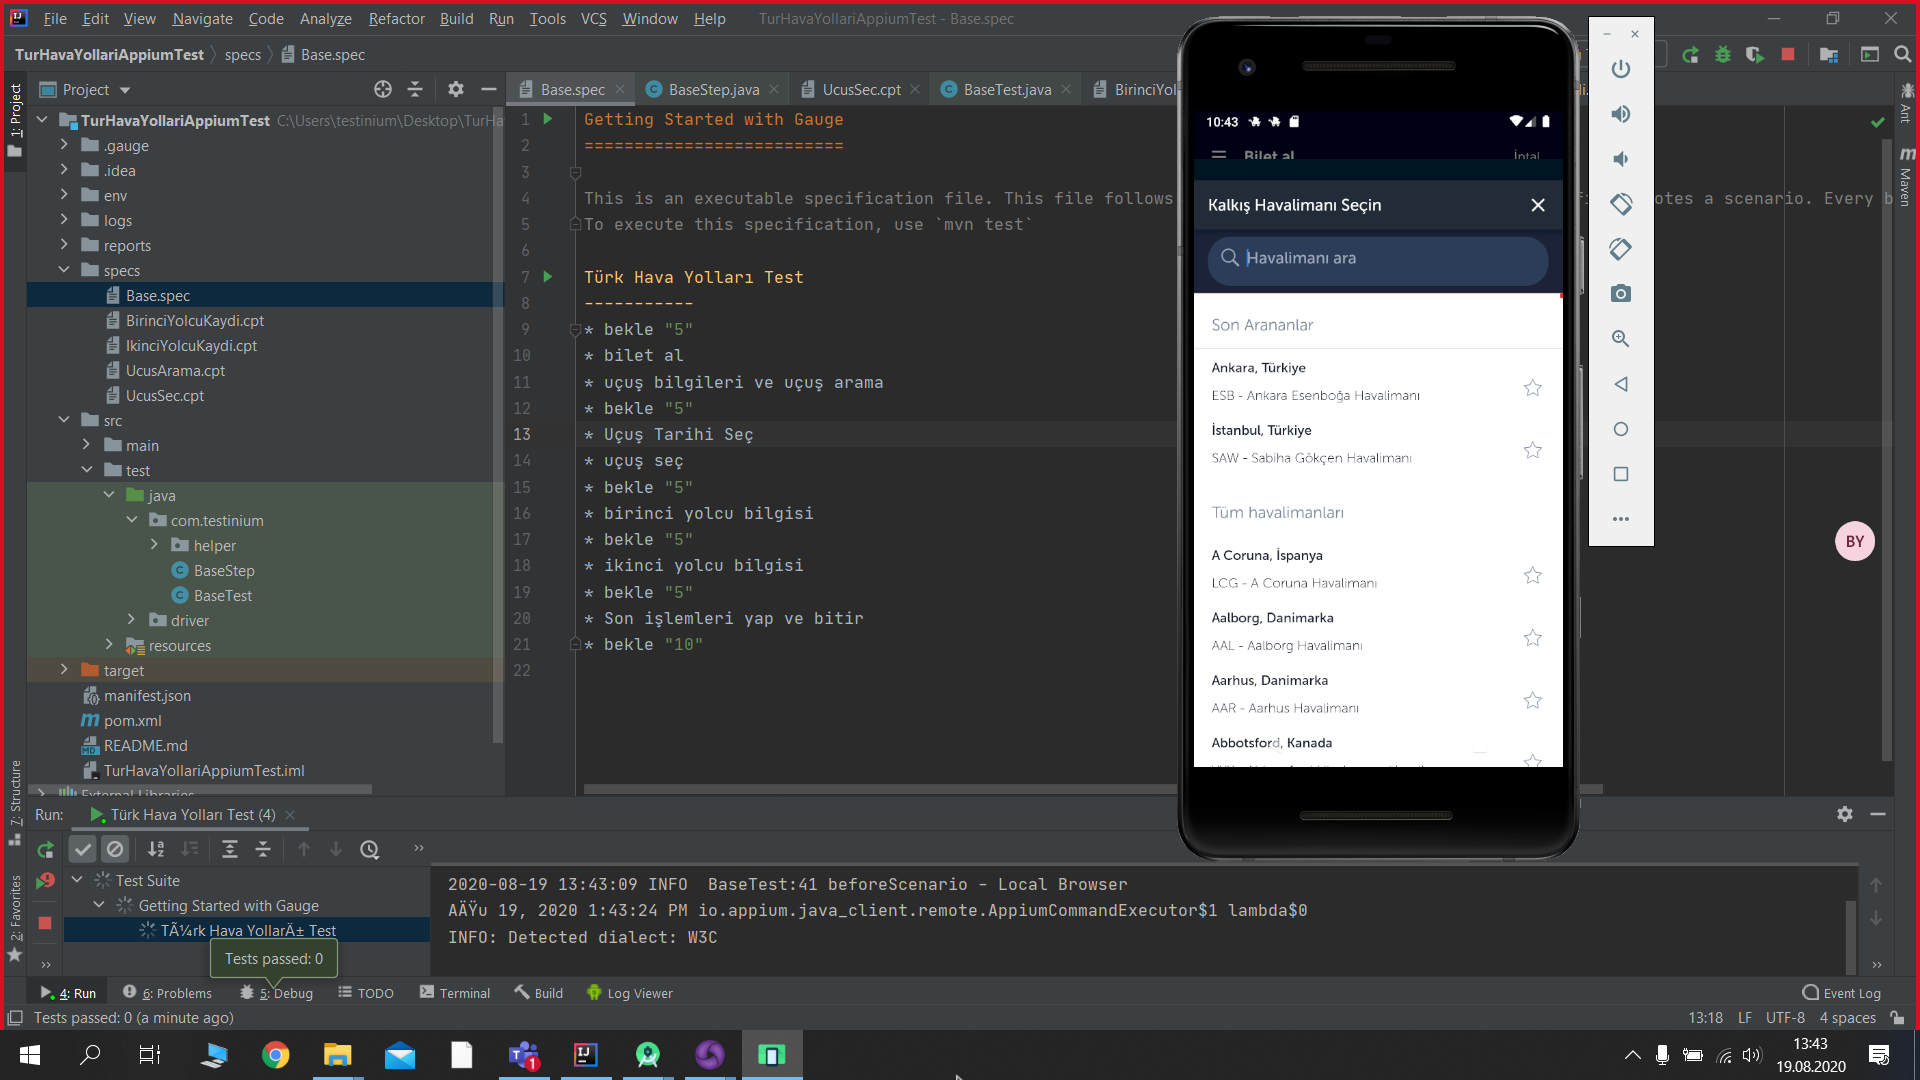 File Edit View Navigate Code Analyze Refactor Build Run Tools VCS Window Help TurHavaYollariAppiumTest - Base.spec
TurHavaYollariAppiumTest specs Base.spec
1: Project
Project
Base.spec BaseStep.java UcusSec.cpt BaseTest.java BirinciYol
TurHavaYollariAppiumTest C:\Users\testinium\Desktop\TurHa
.gauge
.idea
env
logs
reports
specs
Base.spec
BirinciYolcuKaydi.cpt
IkinciYolcuKaydi.cpt
UcusArama.cpt
UcusSec.cpt
src
main
test
java
com.testinium
helper
BaseStep
BaseTest
driver
resources
target
manifest.json
pom.xml
README.md
TurHavaYollariAppiumTest.iml
External Libraries
1 Getting Started with Gauge
2 ==========================
3
4 This is an executable specification file. This file follows otes a scenario. Every b
5 To execute this specification, use `mvn test`
6
7 Türk Hava Yolları Test
8 -----------
9 * bekle "5"
10 * bilet al
11 * uçuş bilgileri ve uçuş arama
12 * bekle "5"
13 * Uçuş Tarihi Seç
14 * uçuş seç
15 * bekle "5"
16 * birinci yolcu bilgisi
17 * bekle "5"
18 * ikinci yolcu bilgisi
19 * bekle "5"
20 * Son işlemleri yap ve bitir
21 * bekle "10"
22
10:43
Bilet al İptal
Kalkış Havalimanı Seçin
Havalimanı ara
Son Arananlar
Ankara, Türkiye
ESB - Ankara Esenboğa Havalimanı
İstanbul, Türkiye
SAW - Sabiha Gökçen Havalimanı
Tüm havalimanları
A Coruna, İspanya
LCG - A Coruna Havalimanı
Aalborg, Danimarka
AAL - Aalborg Havalimanı
Aarhus, Danimarka
AAR - Aarhus Havalimanı
Abbotsford, Kanada
Ant
m Maven
BY
7: Structure
2: Favorites
Run: Türk Hava Yolları Test (4)
Test Suite
Getting Started with Gauge
TÃ¼rk Hava YollarÄ± Test
Tests passed: 0
2020-08-19 13:43:09 INFO BaseTest:41 beforeScenario - Local Browser
AÄŸu 19, 2020 1:43:24 PM io.appium.java_client.remote.AppiumCommandExecutor$1 lambda$0
INFO: Detected dialect: W3C
4: Run 6: Problems 5: Debug TODO Terminal Build Log Viewer Event Log
Tests passed: 0 (a minute ago) 13:18 LF UTF-8 4 spaces
1
13:43
19.08.2020